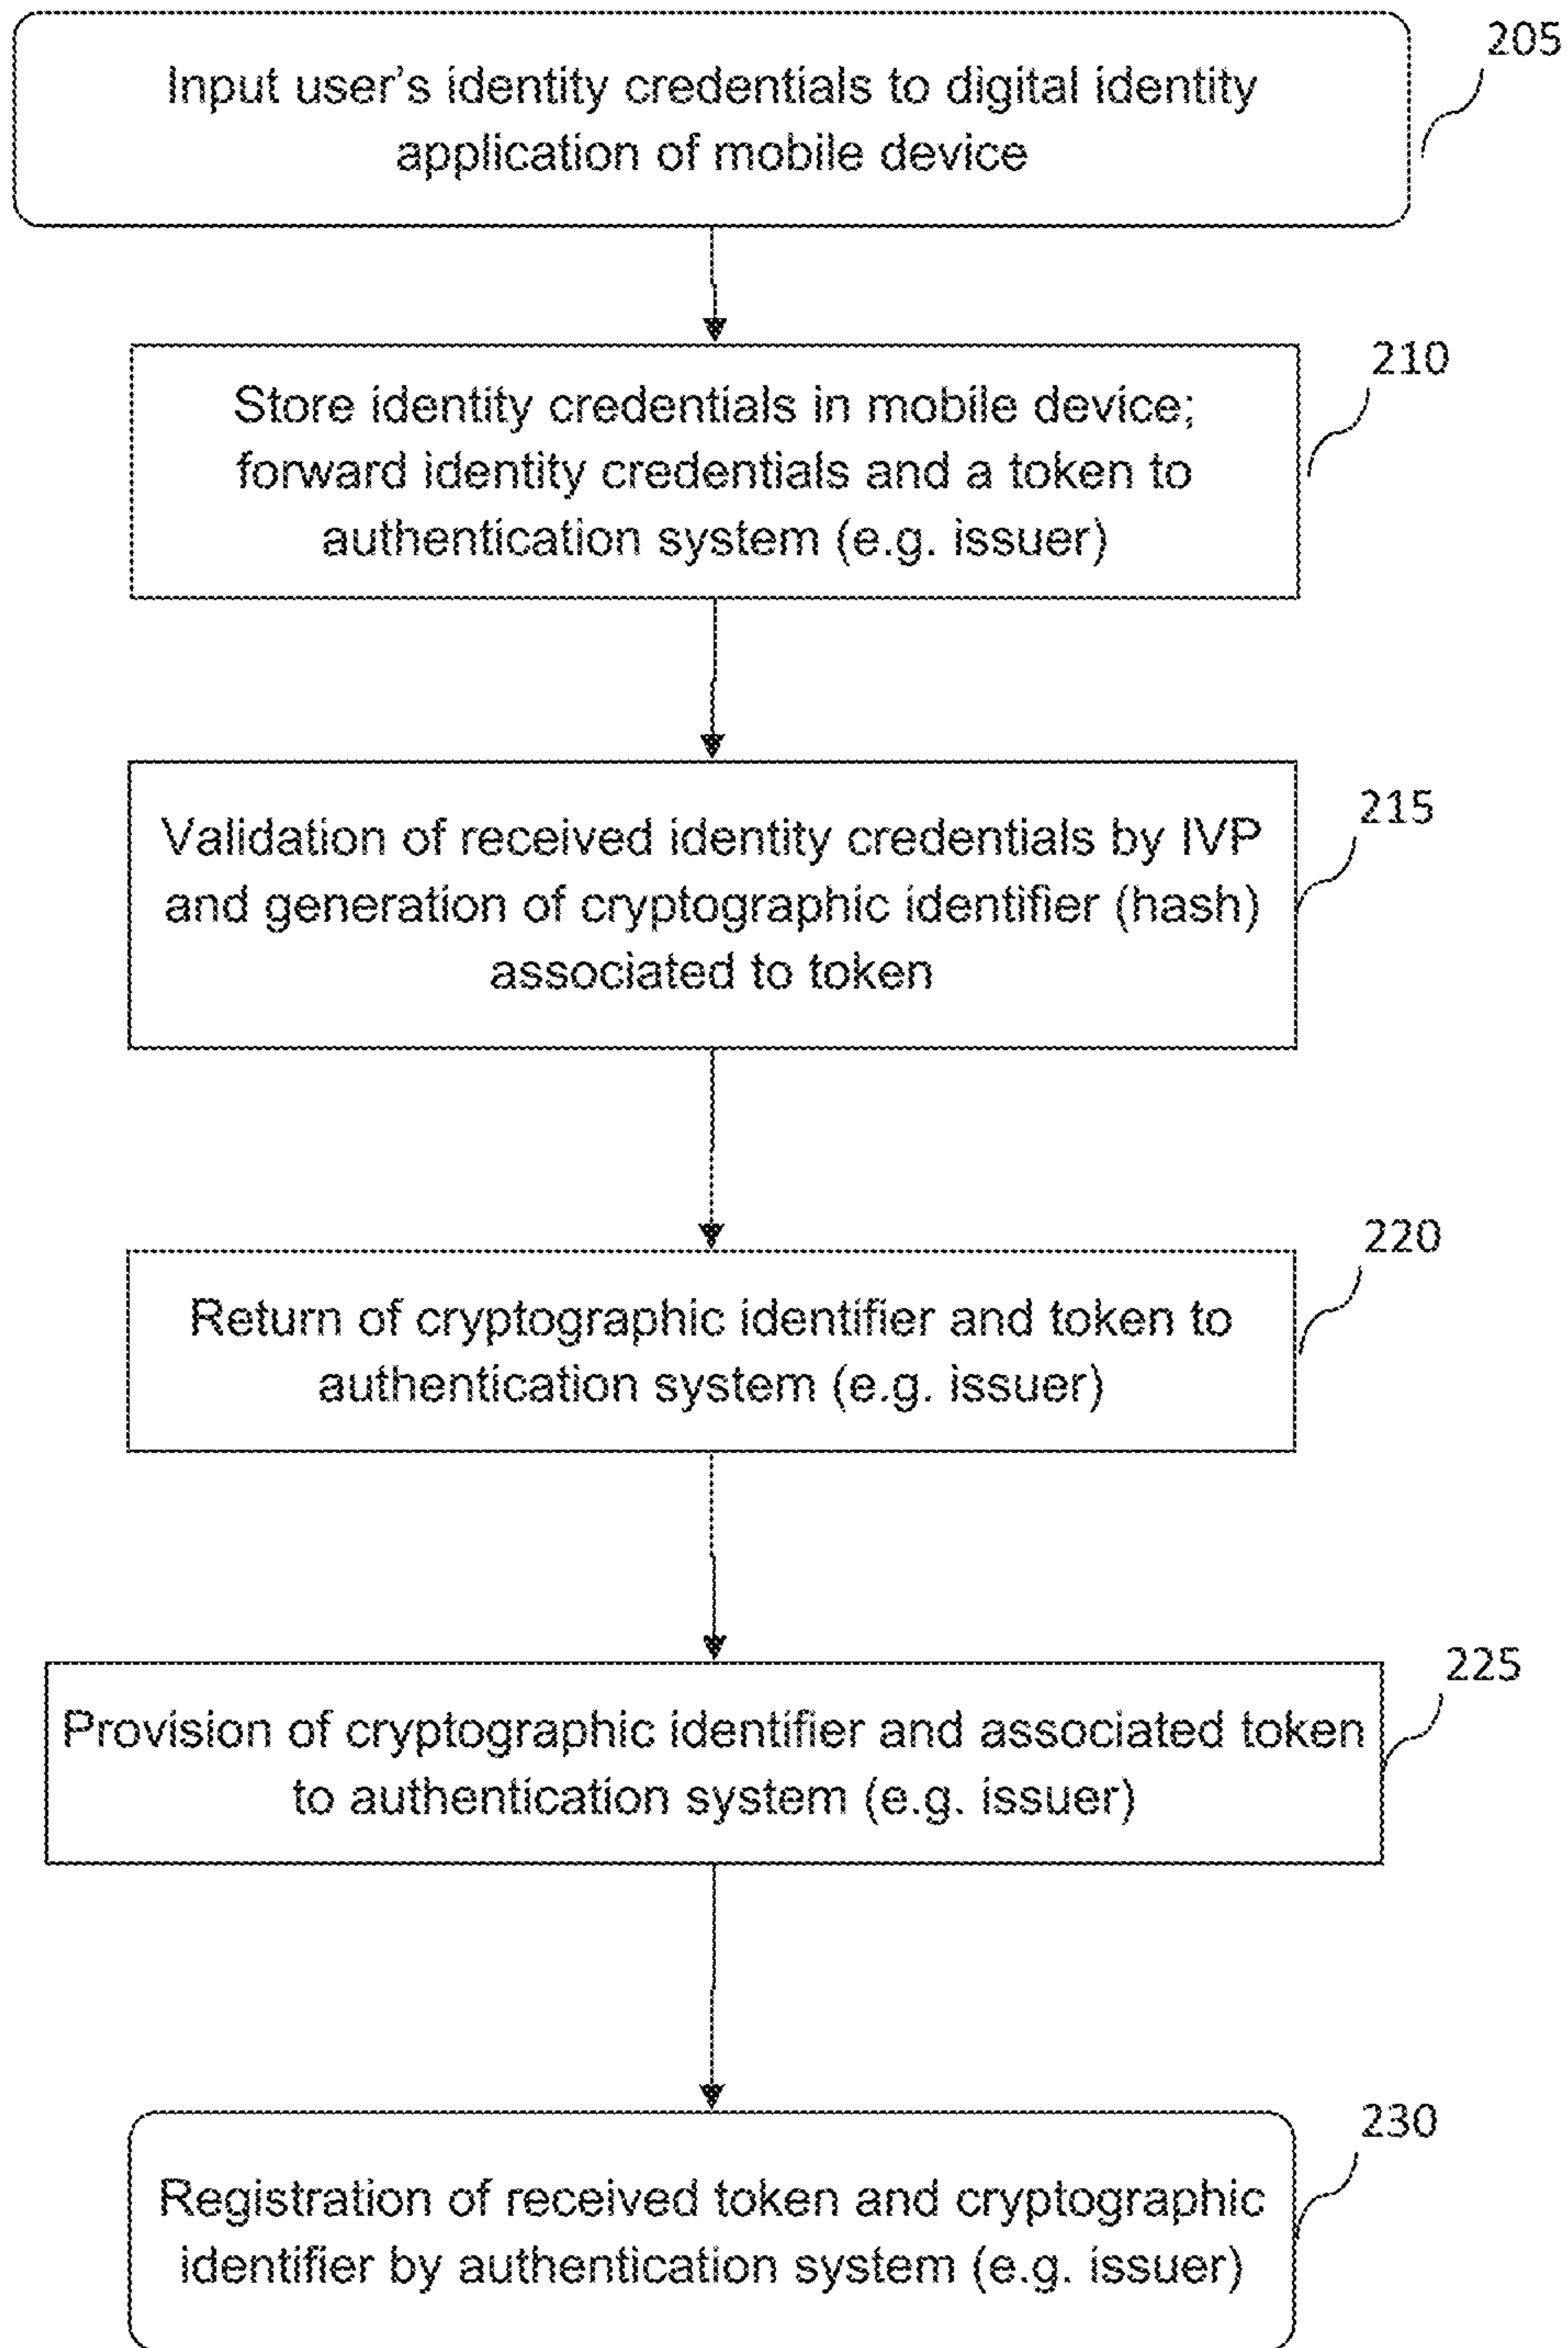 205
Input user's identity credentials to digital identity
application of mobile device
210
Store identity credentials in mobile device;
forward identity credentials and a token to
authentication system (e.g. issuer)
215
Validation of received identity credentials by IVP
and generation of cryptographic identifier (hash)
associated to token
220
Return of cryptographic identifier and token to
authentication system (e.g. issuer)
225
Provision of cryptographic identifier and associated token
to authentication system (e.g. issuer)
230
Registration of received token and cryptographic
identifier by authentication system (e.g. issuer)